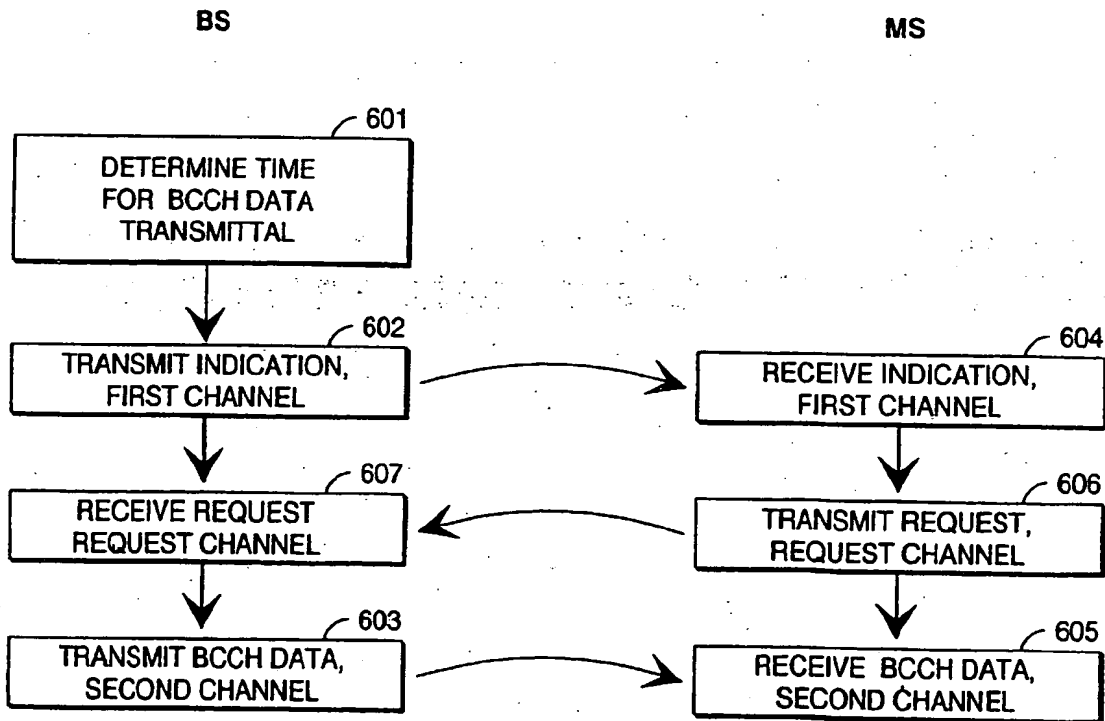 BS
MS
601
DETERMINE TIME
FOR BCCH DATA
TRANSMITTAL
602
TRANSMIT INDICATION,
FIRST CHANNEL
604
RECEIVE INDICATION,
FIRST CHANNEL
607
RECEIVE REQUEST
REQUEST CHANNEL
606
TRANSMIT REQUEST,
REQUEST CHANNEL
603
TRANSMIT BCCH DATA,
SECOND CHANNEL
605
RECEIVE BCCH DATA,
SECOND CHANNEL